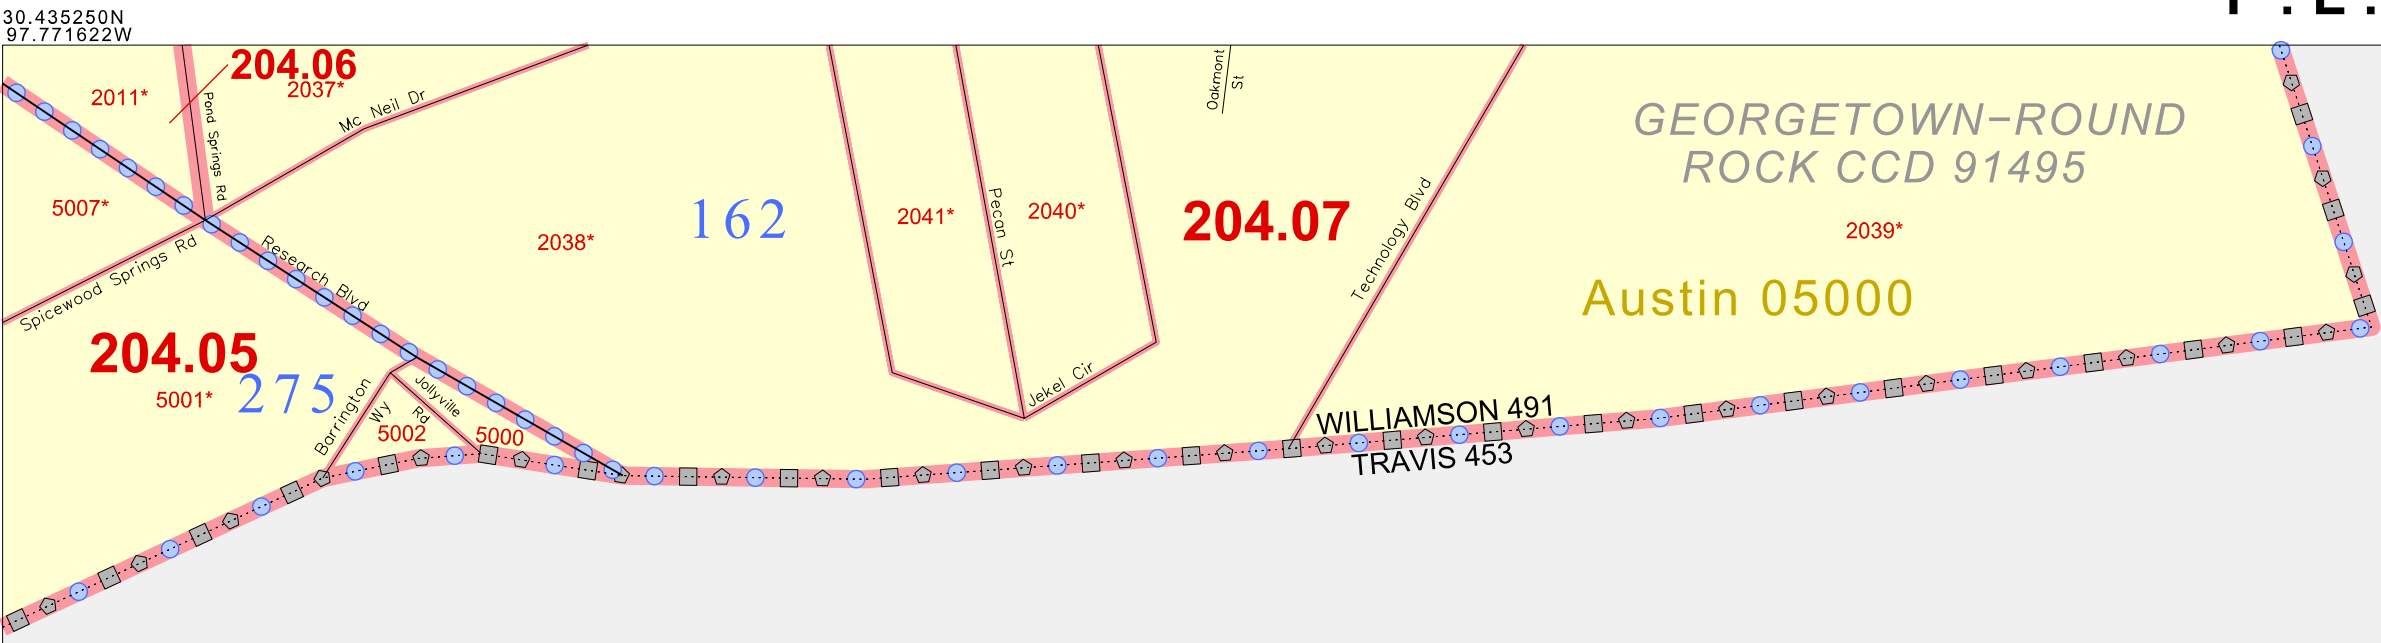 30.435250N
97.771622W
204.06
2011*
2037*
Pond Springs Rd
Mc Neil Dr
Oakmont
St
GEORGETOWN-ROUND
ROCK CCD 91495
5007*
2038*
162
2041*
Pecan St
2040*
204.07
Technology Blvd
2039*
Spicewood Springs Rd
Research Blvd
Austin 05000
204.05
5001*
275
Barrington
Wy
Jollyville
Rd
5002
5000
Jekel Cir
WILLIAMSON 491
TRAVIS 453